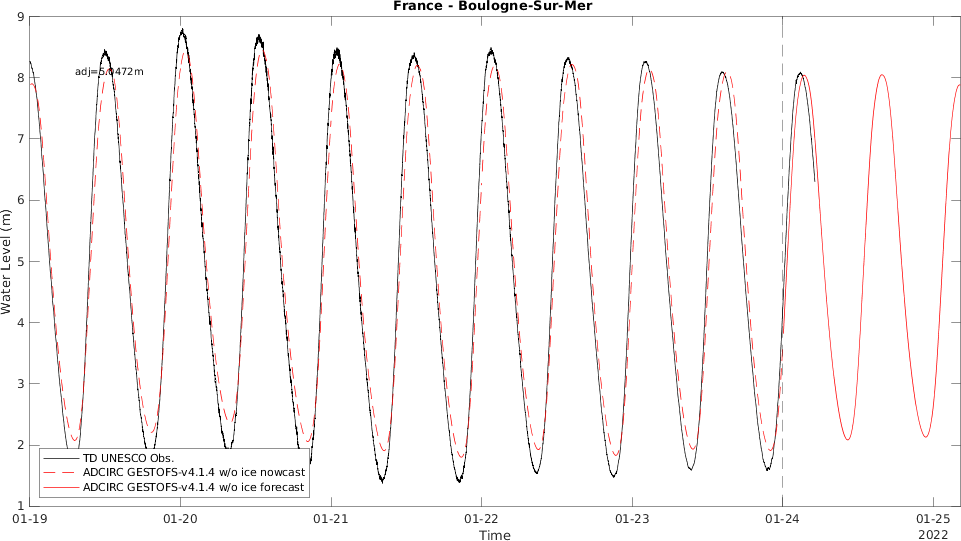 France - Boulogne-Sur-Mer
9
8
7
6
5
4
3
2
1
Water Level (m)
adj=5.0472m
TD UNESCO Obs.
ADCIRC GESTOFS-v4.1.4 w/o ice nowcast
ADCIRC GESTOFS-v4.1.4 w/o ice forecast
01-19 01-20 01-21 01-22 01-23 01-24 01-25
2022
Time